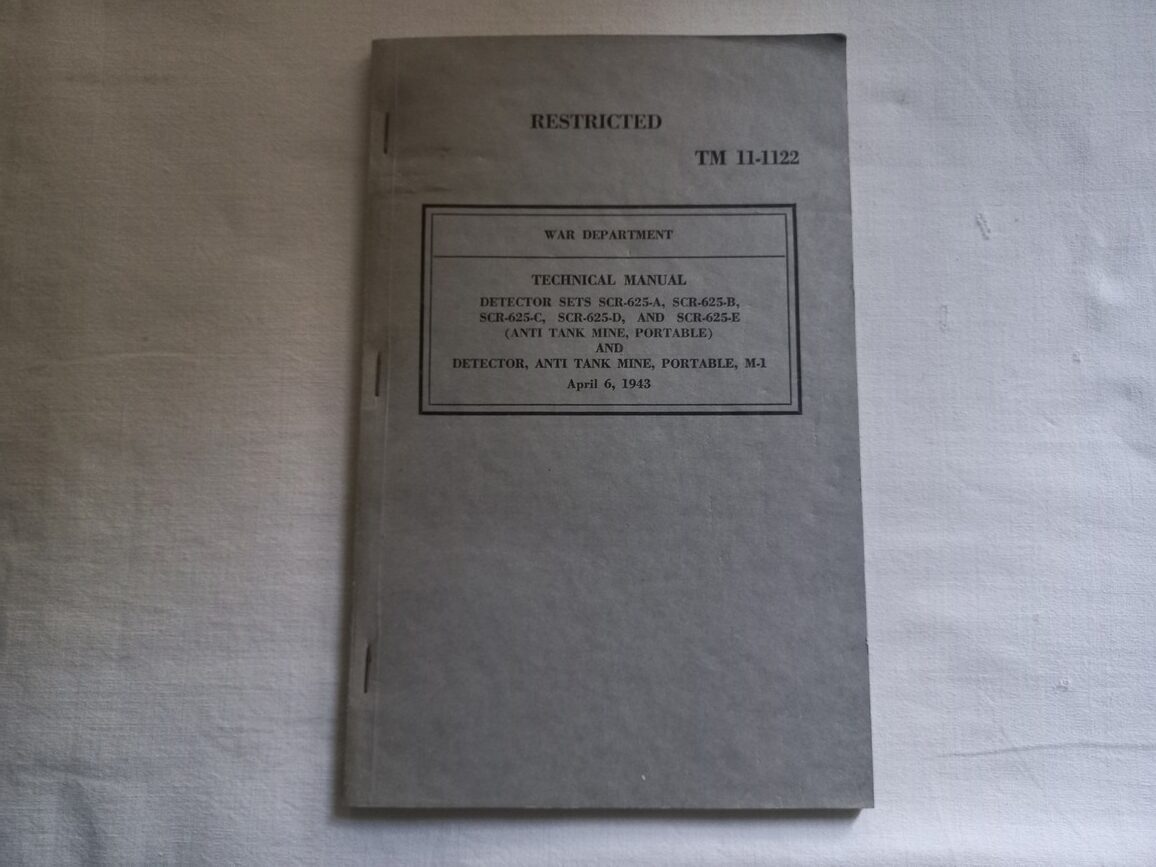 RESTRICTED
TM 11-1122
WAR DEPARTMENT
TECHNICAL MANUAL
DETECTOR SETS SCR-625-A, SCR-625-B,
SCR-625-C, SCR-625-D, AND SCR-625-E
(ANTI TANK MINE, PORTABLE)
AND
DETECTOR, ANTI TANK MINE, PORTABLE, M-1
April 6, 1943